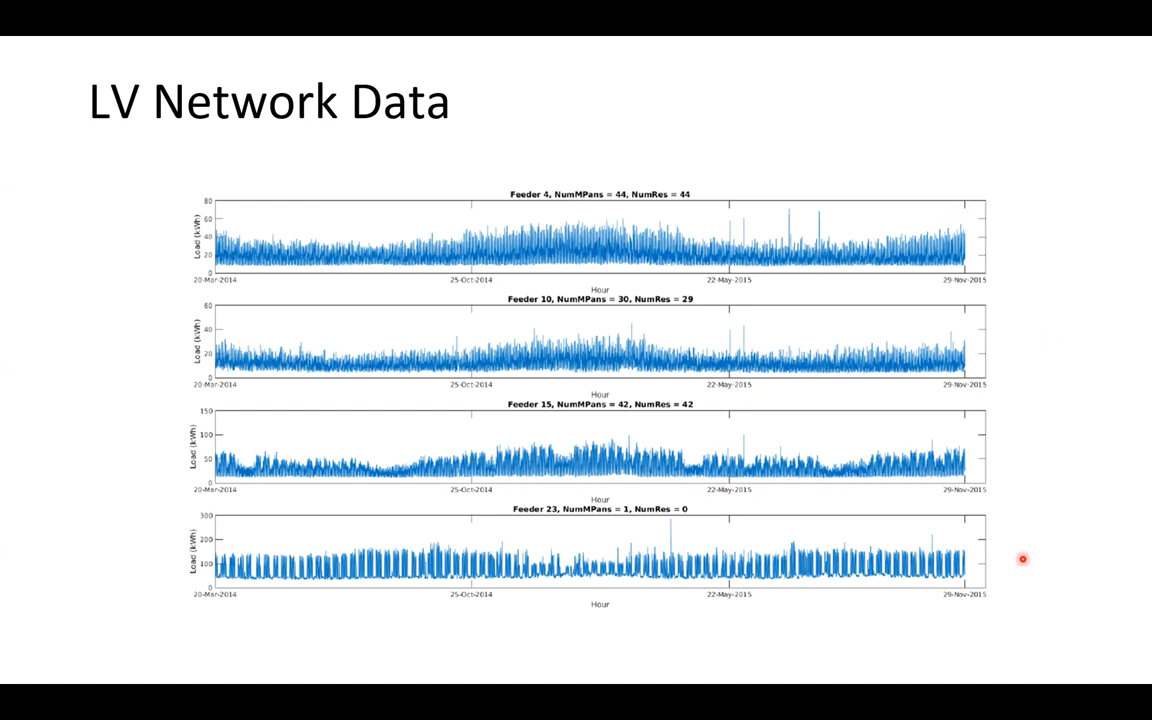 LV Network Data
Feeder 4, NumMPans = 44, NumRes = 44
80
60
40
20
0
Load (kWh)
20-Mar-2014 25-Oct-2014 22-May-2015 29-Nov-2015
Hour
Feeder 10, NumMPans = 30, NumRes = 29
60
40
20
0
Load (kWh)
20-Mar-2014 25-Oct-2014 22-May-2015 29-Nov-2015
Hour
Feeder 15, NumMPans = 42, NumRes = 42
150
100
50
0
Load (kWh)
20-Mar-2014 25-Oct-2014 22-May-2015 29-Nov-2015
Hour
Feeder 23, NumMPans = 1, NumRes = 0
300
200
100
0
Load (kWh)
20-Mar-2014 25-Oct-2014 22-May-2015 29-Nov-2015
Hour